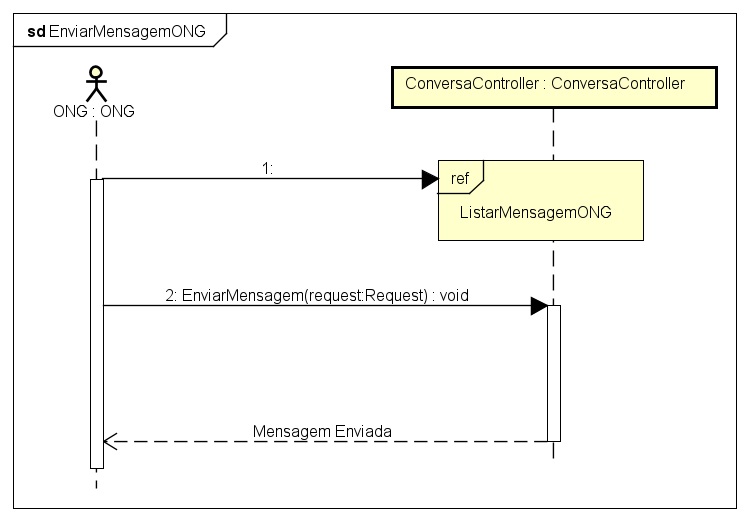 sd EnviarMensagemONG
ONG : ONG
ConversaController : ConversaController
1:
ref
ListarMensagemONG
2: EnviarMensagem(request:Request) : void
Mensagem Enviada